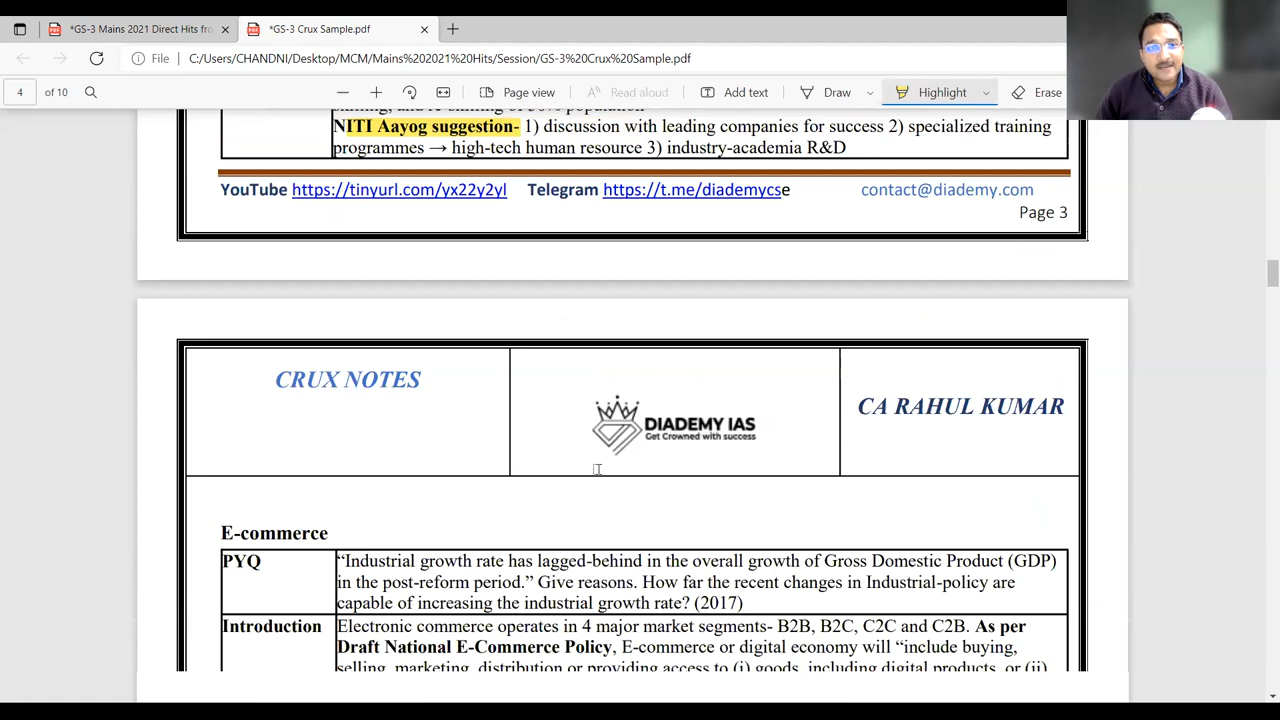 *GS-3 Mains 2021 Direct Hits fro
*GS-3 Crux Sample.pdf
File C:/Users/CHANDNI/Desktop/MCM/Mains%202021%20Hits/Session/GS-3%20Crux%20Sample.pdf
4 of 10 Page view Read aloud Add text Draw Highlight Erase
NITI Aayog suggestion- 1) discussion with leading companies for success 2) specialized training
programmes → high-tech human resource 3) industry-academia R&D
YouTube https://tinyurl.com/yx22y2yl Telegram https://t.me/diademycse contact@diademy.com
Page 3
CRUX NOTES
DIADEMY IAS
Get Crowned with success
CA RAHUL KUMAR
E-commerce
PYQ "Industrial growth rate has lagged-behind in the overall growth of Gross Domestic Product (GDP)
in the post-reform period." Give reasons. How far the recent changes in Industrial-policy are
capable of increasing the industrial growth rate? (2017)
Introduction Electronic commerce operates in 4 major market segments- B2B, B2C, C2C and C2B. As per
Draft National E-Commerce Policy, E-commerce or digital economy will "include buying,
selling, marketing, distribution or providing access to (i) goods, including digital products, or (ii)